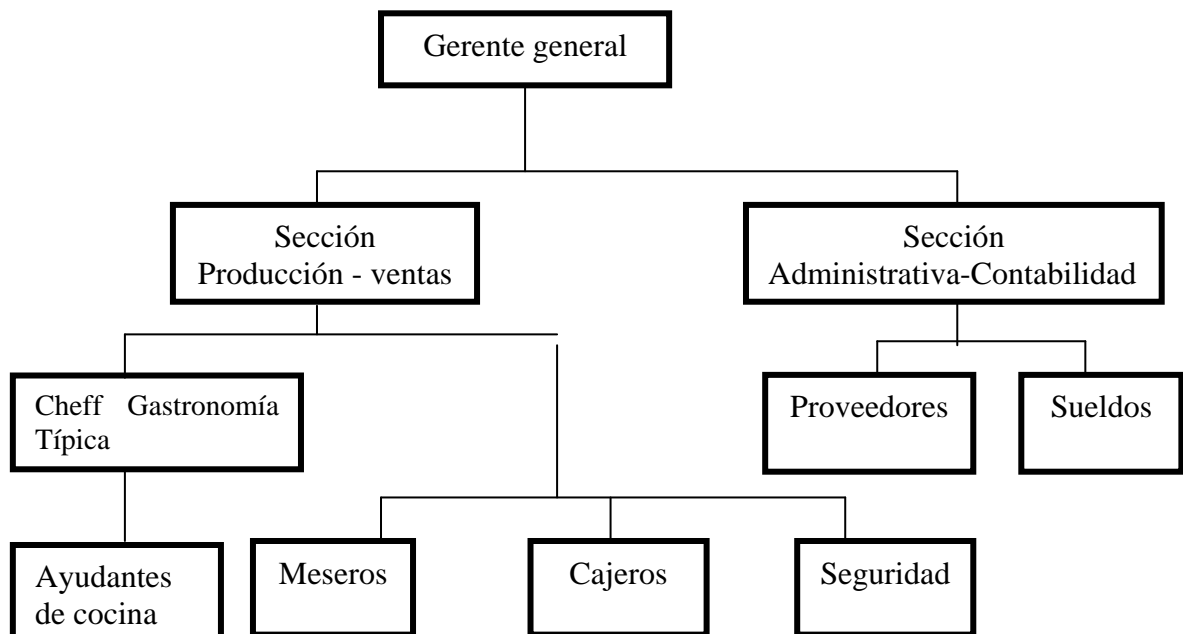 Gerente general
Sección
Producción - ventas
Sección
Administrativa-Contabilidad
Cheff Gastronomía
Típica
Proveedores
Sueldos
Ayudantes
de cocina
Meseros
Cajeros
Seguridad